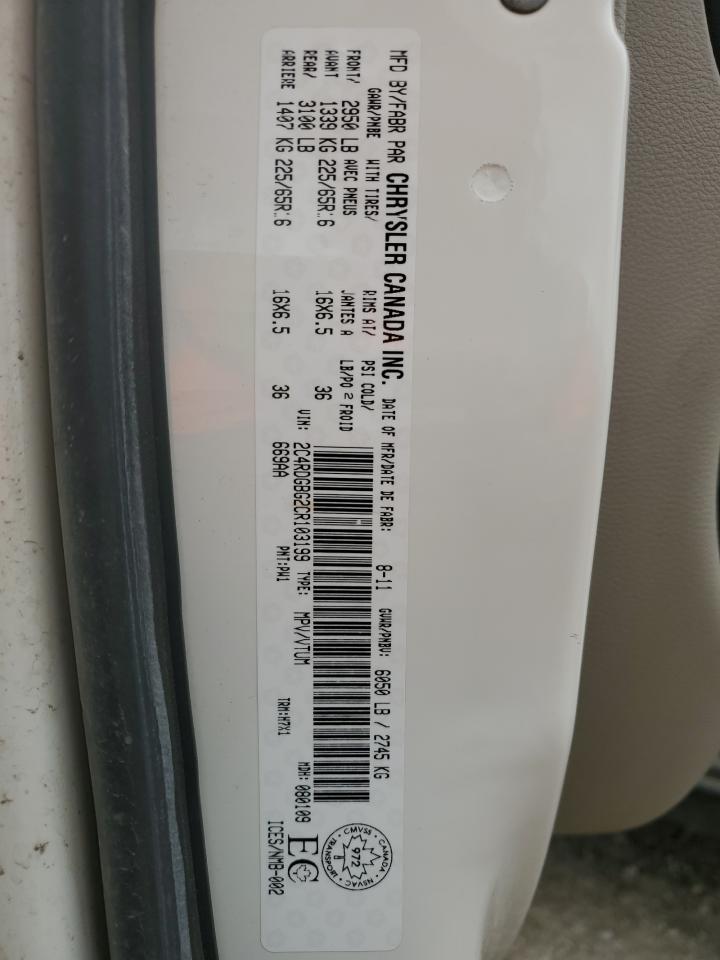 MFD BY/FABR PAR CHRYSLER CANADA INC. DATE OF MFR/DATE DE FABR: 8-11 GVWR/PNBV: 6050 LB / 2745 KG
GAWR/PNBE WITH TIRES/ RIMS AT/ PSI COLD/
FRONT/ 2950 LB AVEC PNEUS JANTES A LB/PO 2 FROID
AVANT 1339 KG 225/65R16 16X6.5 36
REAR/ 3100 LB
ARRIERE 1407 KG 225/65R16 16X6.5 36
VIN: 2C4RDGBG2CR103199 TYPE: MPV/VTUM MDH: 080109
669AA PNT:PW1 TRM:M7X1 ICES/NMB-002
EC
CMVSS CANADA NSVAC TRANSPORT
972